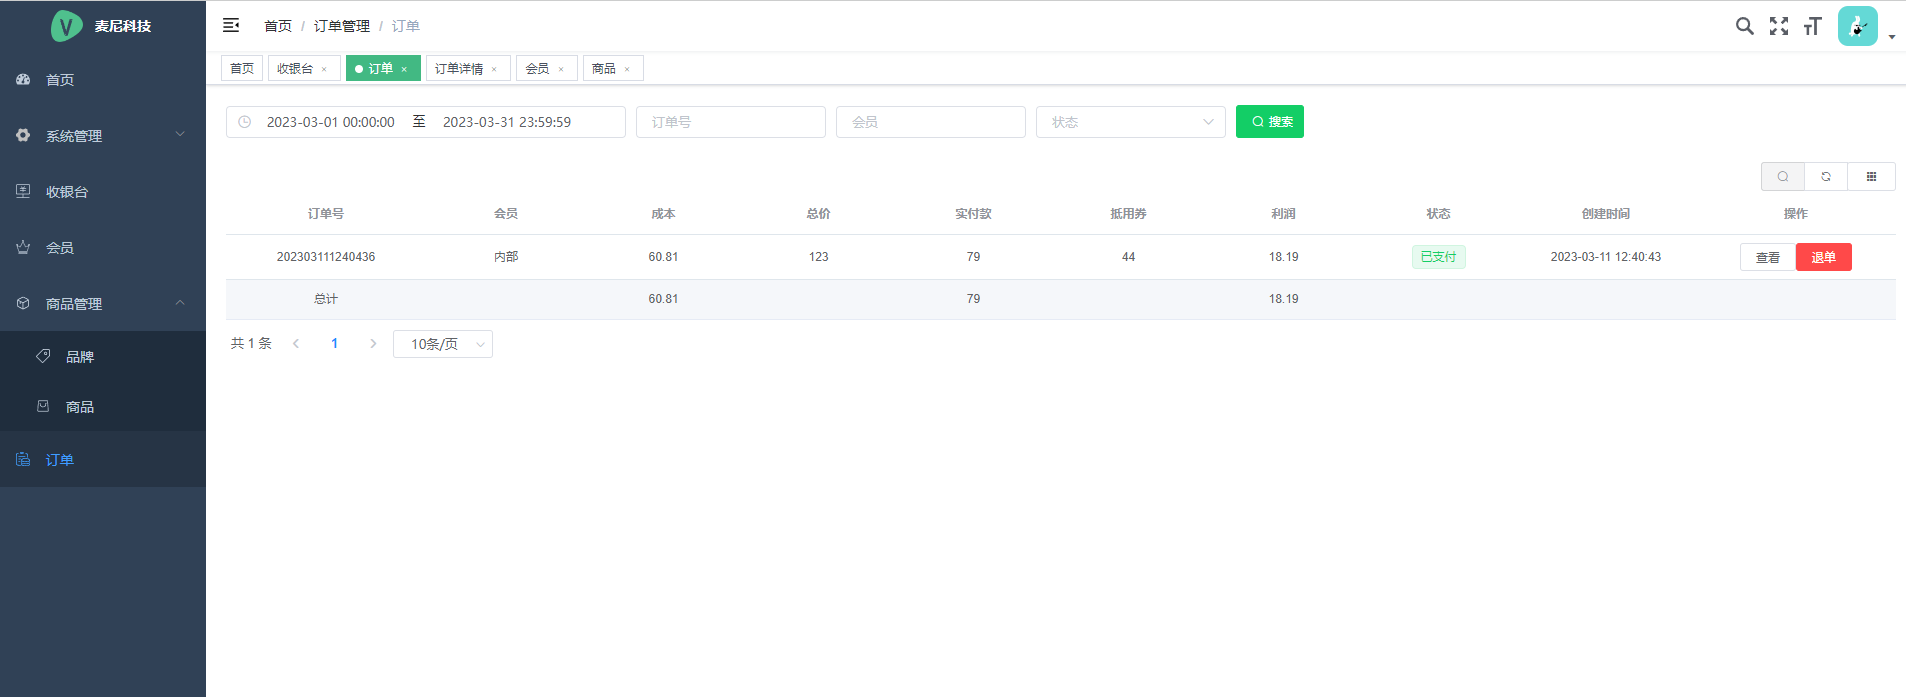 麦尼科技
首页
系统管理
收银台
会员
商品管理
品牌
商品
订单
首页 / 订单管理 / 订单
首页 收银台 × 订单 × 订单详情 × 会员 × 商品 ×
2023-03-01 00:00:00 至 2023-03-31 23:59:59 订单号 会员 状态 搜索
订单号 会员 成本 总价 实付款 抵用券 利润 状态 创建时间 操作
202303111240436 内部 60.81 123 79 44 18.19 已支付 2023-03-11 12:40:43 查看 退单
总计 60.81 79 18.19
共 1 条 1 10条/页